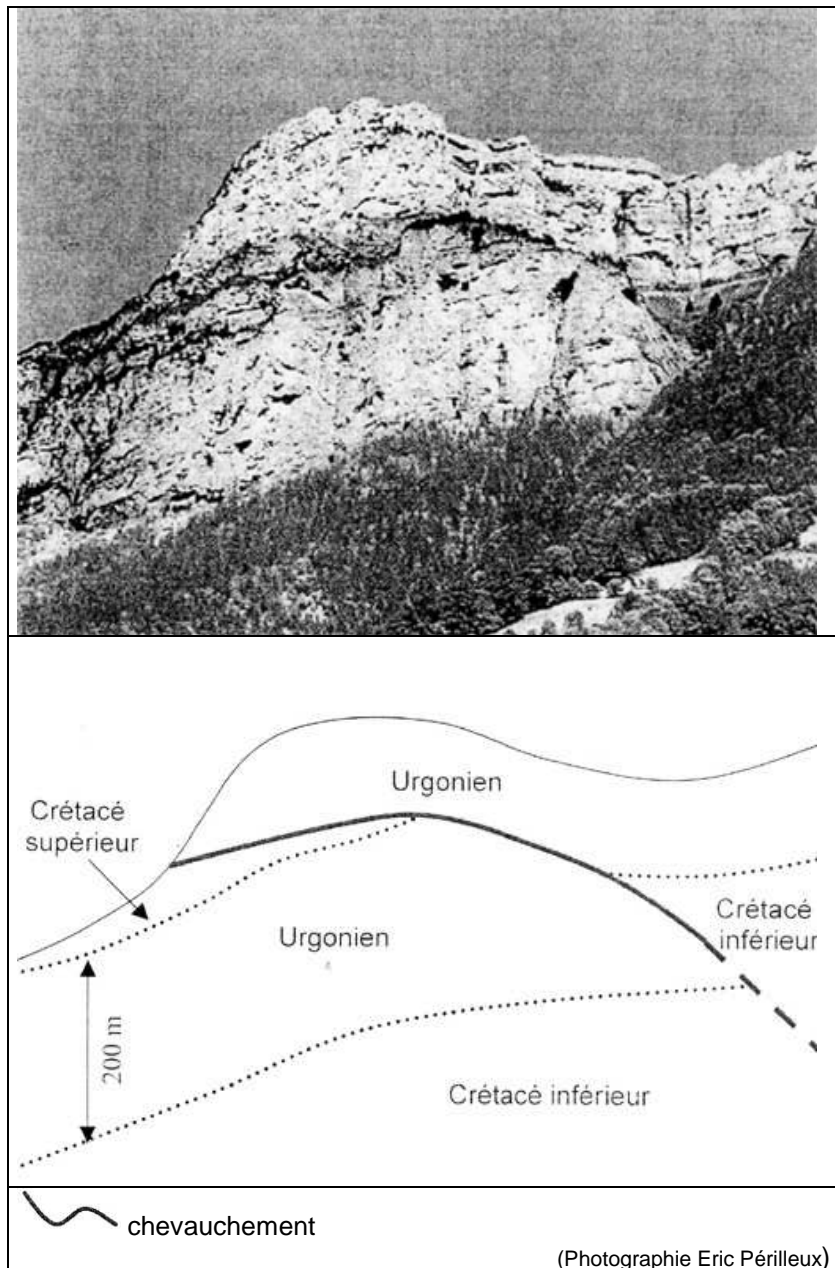 Urgonien
Crétacé
supérieur
Urgonien
Crétacé
inférieur
200 m
Crétacé inférieur
chevauchement
(Photographie Eric Périlleux)